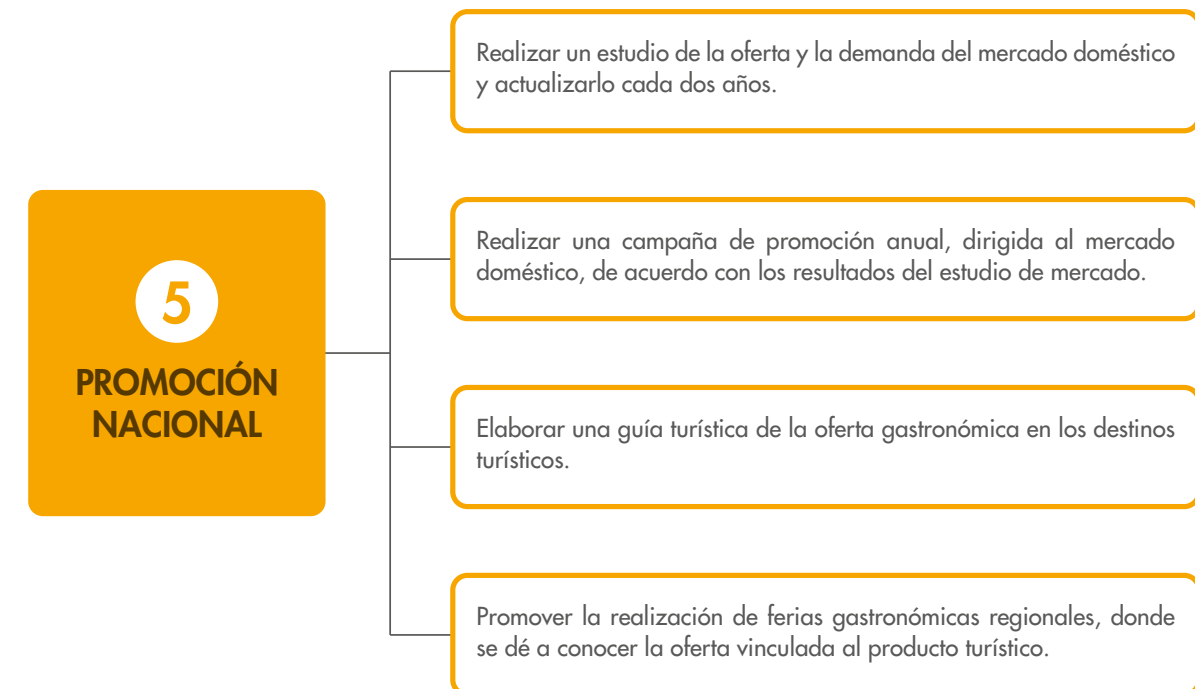 Realizar un estudio de la oferta y la demanda del mercado doméstico
y actualizarlo cada dos años.
Realizar una campaña de promoción anual, dirigida al mercado
doméstico, de acuerdo con los resultados del estudio de mercado.
5
PROMOCIÓN
NACIONAL
Elaborar una guía turística de la oferta gastronómica en los destinos
turísticos.
Promover la realización de ferias gastronómicas regionales, donde
se dé a conocer la oferta vinculada al producto turístico.